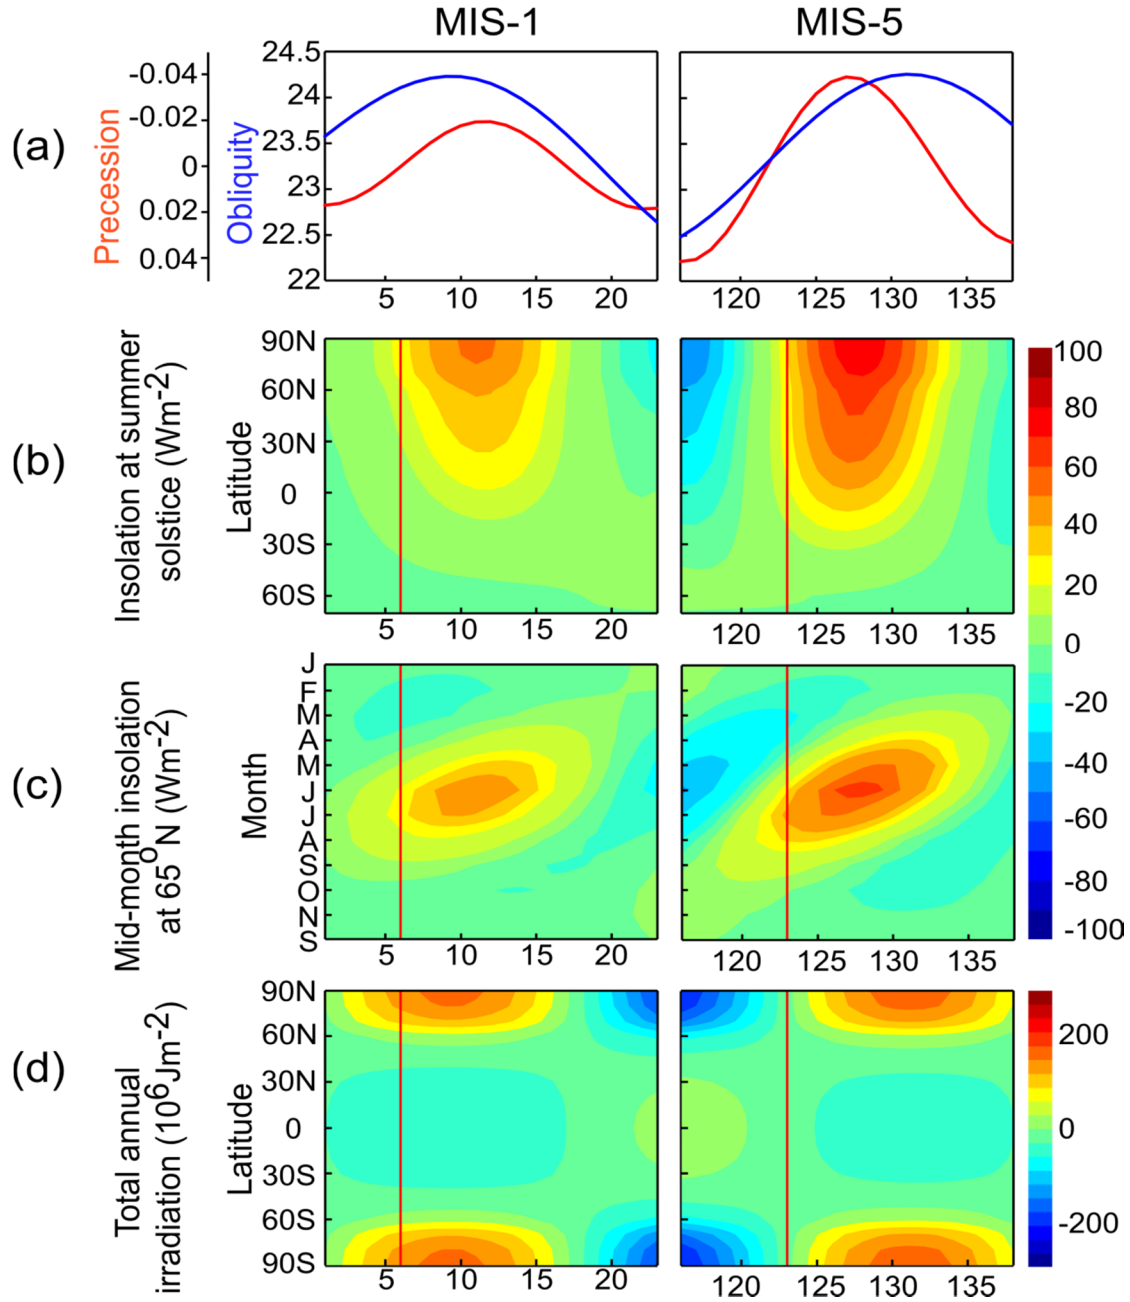 MIS-1 MIS-5
(a)
Precession
-0.04
-0.02
0
0.02
0.04
Obliquity
24.5
24
23.5
23
22.5
22
5 10 15 20
120 125 130 135
(b)
Insolation at summer
solstice (Wm-2)
Latitude
90N
60N
30N
0
30S
60S
5 10 15 20
120 125 130 135
100
80
60
40
20
0
-20
-40
-60
-80
-100
(c)
Mid-month insolation
at 65oN (Wm-2)
Month
J
F
M
A
M
J
J
A
S
O
N
S
5 10 15 20
120 125 130 135
(d)
Total annual
irradiation (106Jm-2)
Latitude
90N
60N
30N
0
30S
60S
90S
5 10 15 20
120 125 130 135
200
0
-200